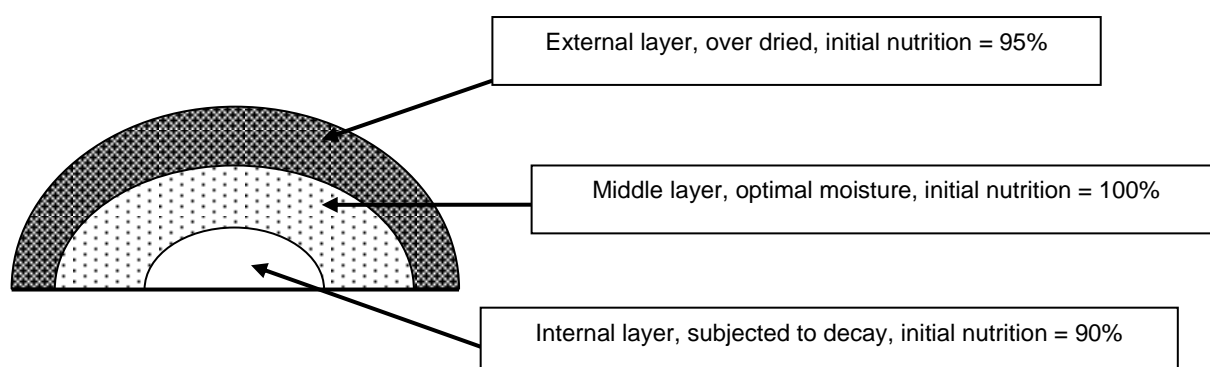 External layer, over dried, initial nutrition = 95%
Middle layer, optimal moisture, initial nutrition = 100%
Internal layer, subjected to decay, initial nutrition = 90%